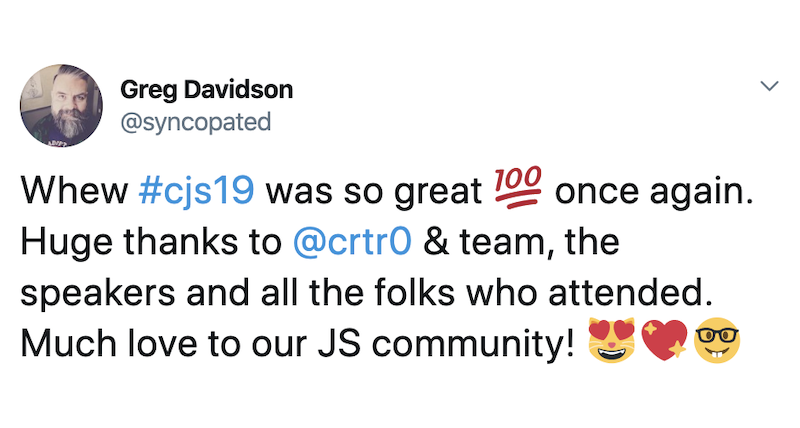 Greg Davidson
@syncopated
Whew #cjs19 was so great 💯 once again.
Huge thanks to @crtr0 & team, the
speakers and all the folks who attended.
Much love to our JS community! 😻💖🤓